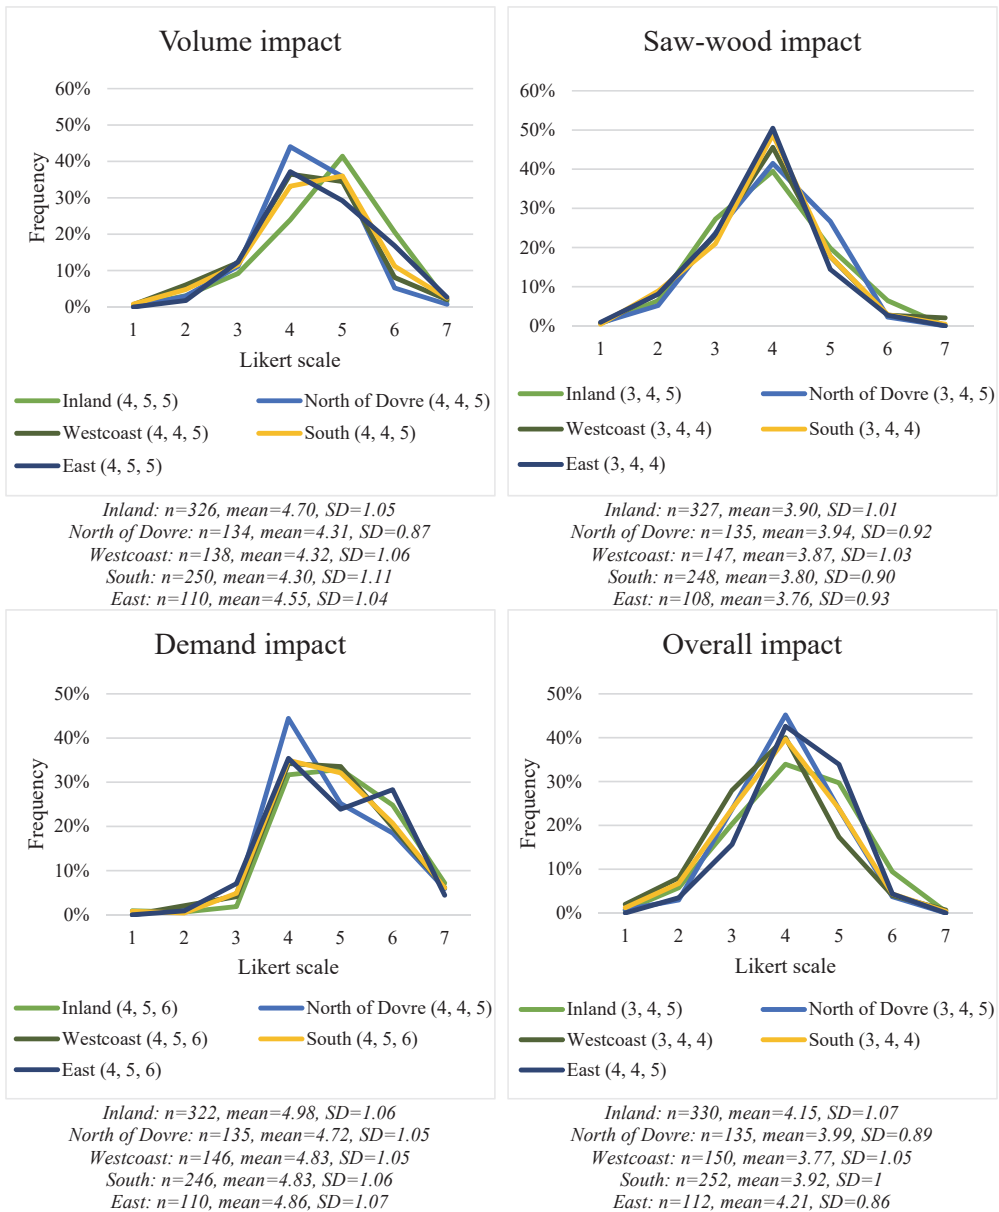 Volume impact
60%
50%
40%
30%
20%
10%
0%
Frequency
1 2 3 4 5 6 7
Likert scale
Inland (4, 5, 5) North of Dovre (4, 4, 5)
Westcoast (4, 4, 5) South (4, 4, 5)
East (4, 5, 5)
Inland: n=326, mean=4.70, SD=1.05
North of Dovre: n=134, mean=4.31, SD=0.87
Westcoast: n=138, mean=4.32, SD=1.06
South: n=250, mean=4.30, SD=1.11
East: n=110, mean=4.55, SD=1.04
Saw-wood impact
60%
50%
40%
30%
20%
10%
0%
1 2 3 4 5 6 7
Inland (3, 4, 5) North of Dovre (3, 4, 5)
Westcoast (3, 4, 4) South (3, 4, 4)
East (3, 4, 4)
Inland: n=327, mean=3.90, SD=1.01
North of Dovre: n=135, mean=3.94, SD=0.92
Westcoast: n=147, mean=3.87, SD=1.03
South: n=248, mean=3.80, SD=0.90
East: n=108, mean=3.76, SD=0.93
Demand impact
50%
40%
30%
20%
10%
0%
Frequency
1 2 3 4 5 6 7
Likert scale
Inland (4, 5, 6) North of Dovre (4, 4, 5)
Westcoast (4, 5, 6) South (4, 5, 6)
East (4, 5, 6)
Inland: n=322, mean=4.98, SD=1.06
North of Dovre: n=135, mean=4.72, SD=1.05
Westcoast: n=146, mean=4.83, SD=1.05
South: n=246, mean=4.83, SD=1.06
East: n=110, mean=4.86, SD=1.07
Overall impact
50%
40%
30%
20%
10%
0%
Frequency
1 2 3 4 5 6 7
Likert scale
Inland (3, 4, 5) North of Dovre (3, 4, 5)
Westcoast (3, 4, 4) South (3, 4, 4)
East (4, 4, 5)
Inland: n=330, mean=4.15, SD=1.07
North of Dovre: n=135, mean=3.99, SD=0.89
Westcoast: n=150, mean=3.77, SD=1.05
South: n=252, mean=3.92, SD=1
East: n=112, mean=4.21, SD=0.86